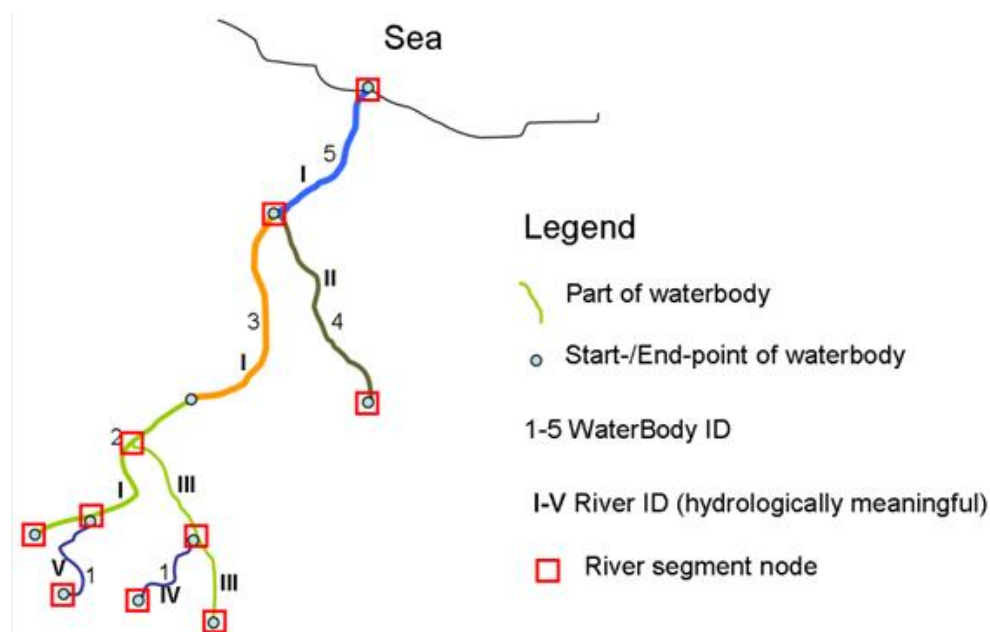 Sea
5
I
Legend
II
Part of waterbody
3
4
Start-/End-point of waterbody
I
2
1-5 WaterBody ID
III
I
I-V River ID (hydrologically meaningful)
V
1
1
IV
III
River segment node